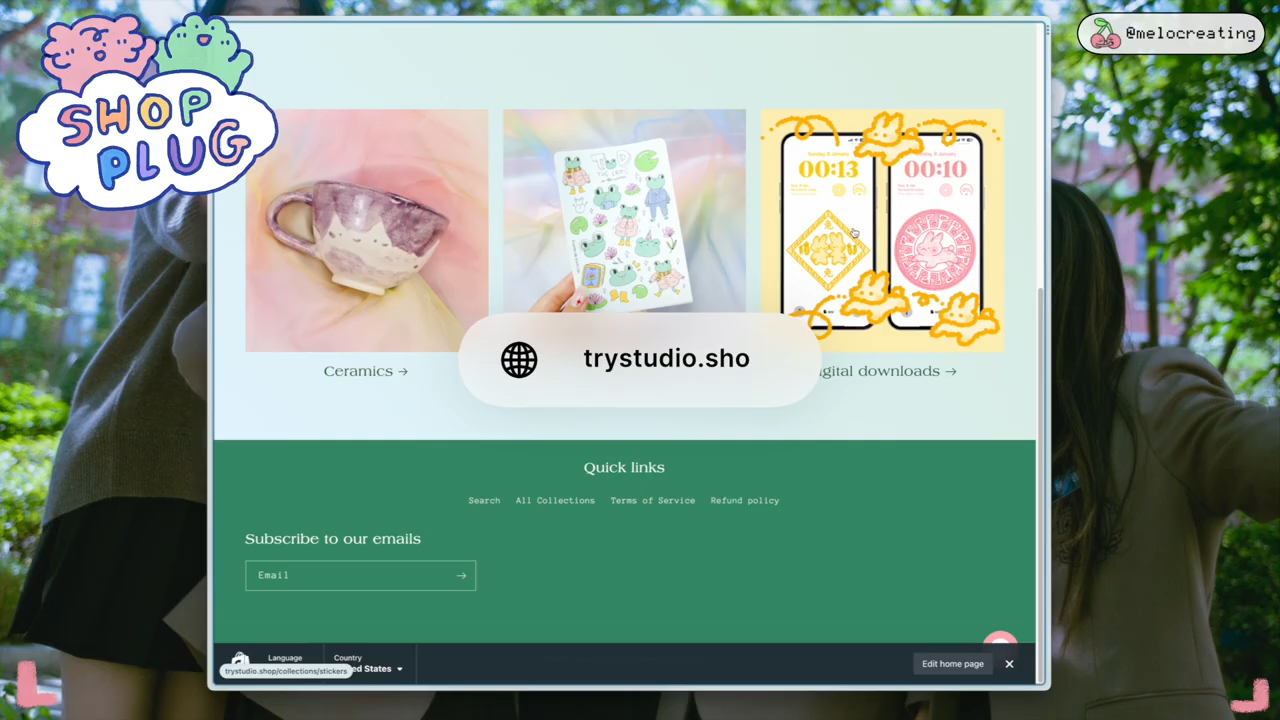 SHOP
PLUG
@melocreating
00:13
00:10
Ceramics →
trystudio.sho
gital downloads →
Quick links
Search All Collections Terms of Service Refund policy
Subscribe to our emails
Email →
Language
Country
ed States
trystudio.shop/collections/stickers
Edit home page